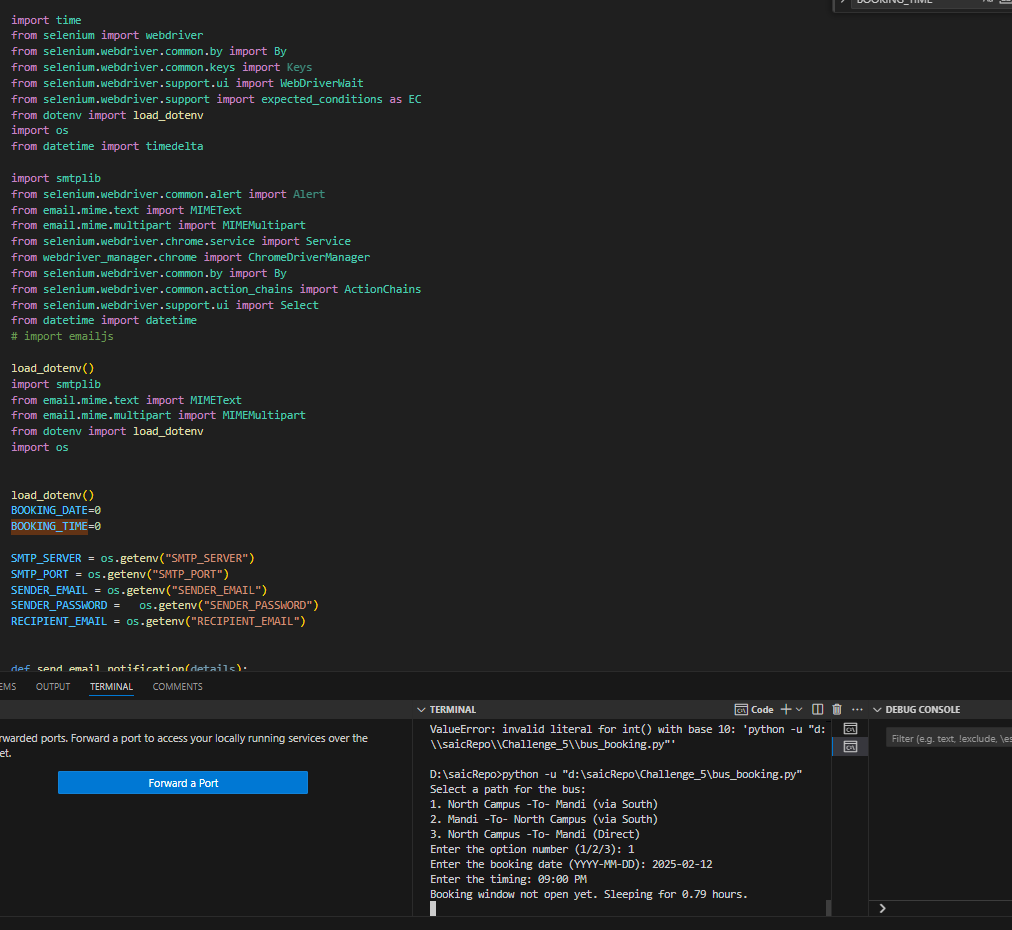 BOOKING_TIME
import time
from selenium import webdriver
from selenium.webdriver.common.by import By
from selenium.webdriver.common.keys import Keys
from selenium.webdriver.support.ui import WebDriverWait
from selenium.webdriver.support import expected_conditions as EC
from dotenv import load_dotenv
import os
from datetime import timedelta
import smtplib
from selenium.webdriver.common.alert import Alert
from email.mime.text import MIMEText
from email.mime.multipart import MIMEMultipart
from selenium.webdriver.chrome.service import Service
from webdriver_manager.chrome import ChromeDriverManager
from selenium.webdriver.common.by import By
from selenium.webdriver.common.action_chains import ActionChains
from selenium.webdriver.support.ui import Select
from datetime import datetime
# import emailjs
load_dotenv()
import smtplib
from email.mime.text import MIMEText
from email.mime.multipart import MIMEMultipart
from dotenv import load_dotenv
import os
load_dotenv()
BOOKING_DATE=0
BOOKING_TIME=0
SMTP_SERVER = os.getenv("SMTP_SERVER")
SMTP_PORT = os.getenv("SMTP_PORT")
SENDER_EMAIL = os.getenv("SENDER_EMAIL")
SENDER_PASSWORD =   os.getenv("SENDER_PASSWORD")
RECIPIENT_EMAIL = os.getenv("RECIPIENT_EMAIL")
def send_email_notification(details):
EMS OUTPUT TERMINAL COMMENTS
rwarded ports. Forward a port to access your locally running services over the
et.
Forward a Port
TERMINAL
Code
ValueError: invalid literal for int() with base 10: 'python -u "d:
\\saicRepo\\Challenge_5\\bus_booking.py"'
D:\saicRepo>python -u "d:\saicRepo\Challenge_5\bus_booking.py"
Select a path for the bus:
1. North Campus -To- Mandi (via South)
2. Mandi -To- North Campus (via South)
3. North Campus -To- Mandi (Direct)
Enter the option number (1/2/3): 1
Enter the booking date (YYYY-MM-DD): 2025-02-12
Enter the timing: 09:00 PM
Booking window not open yet. Sleeping for 0.79 hours.
DEBUG CONSOLE
Filter (e.g. text, !exclude, \es